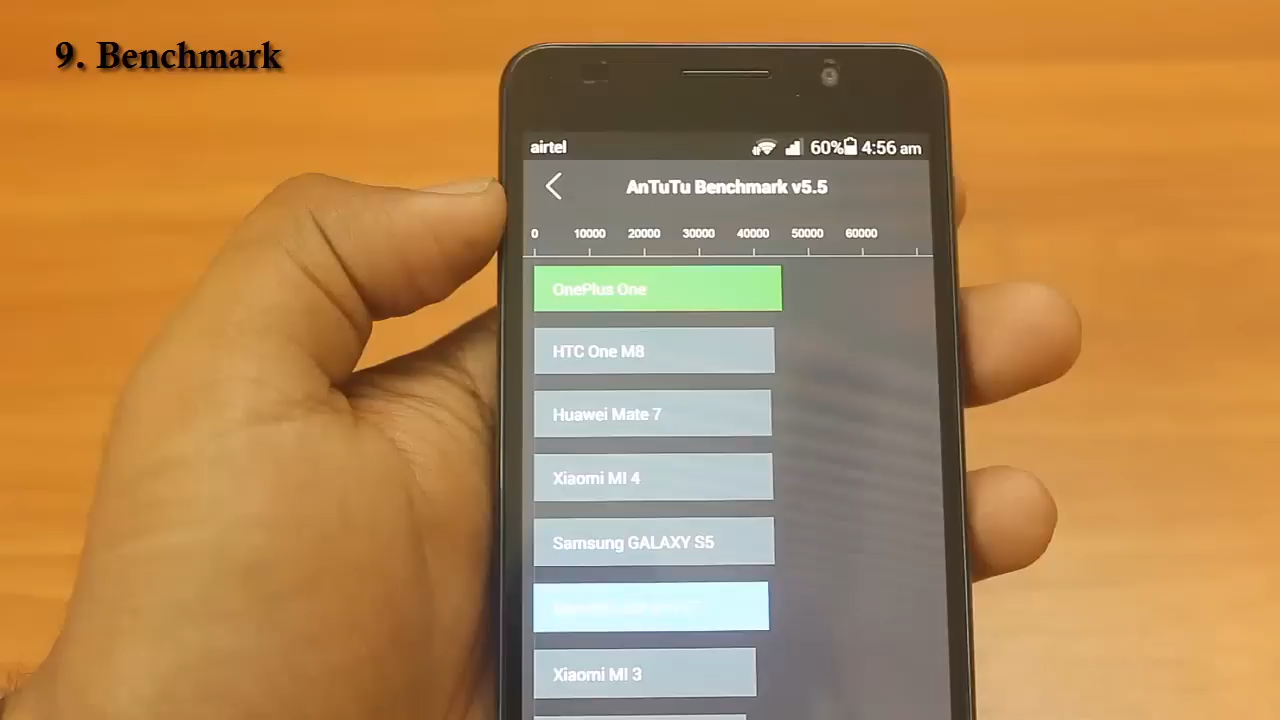 9. Benchmark
airtel 60% 4:56 am
AnTuTu Benchmark v5.5
0 10000 20000 30000 40000 50000 60000
OnePlus One
HTC One M8
Huawei Mate 7
Xiaomi MI 4
Samsung GALAXY S5
Xiaomi MI 3